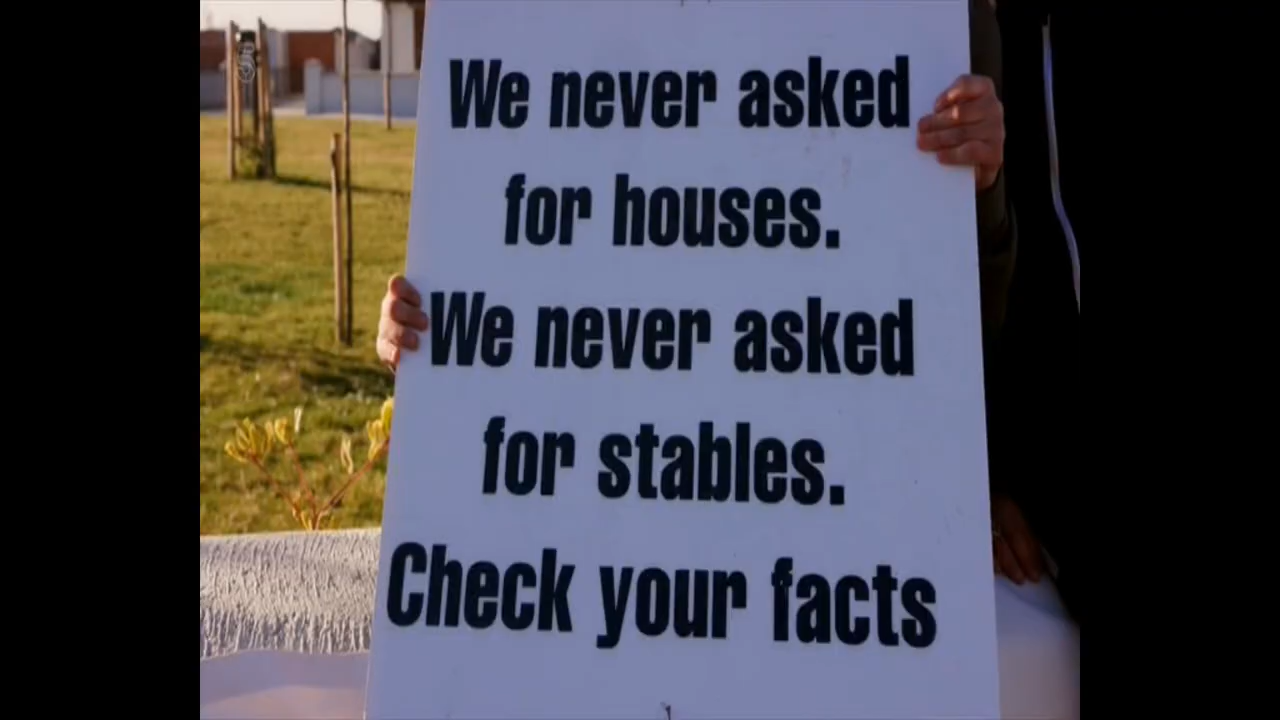 We never asked
for houses.
We never asked
for stables.
Check your facts